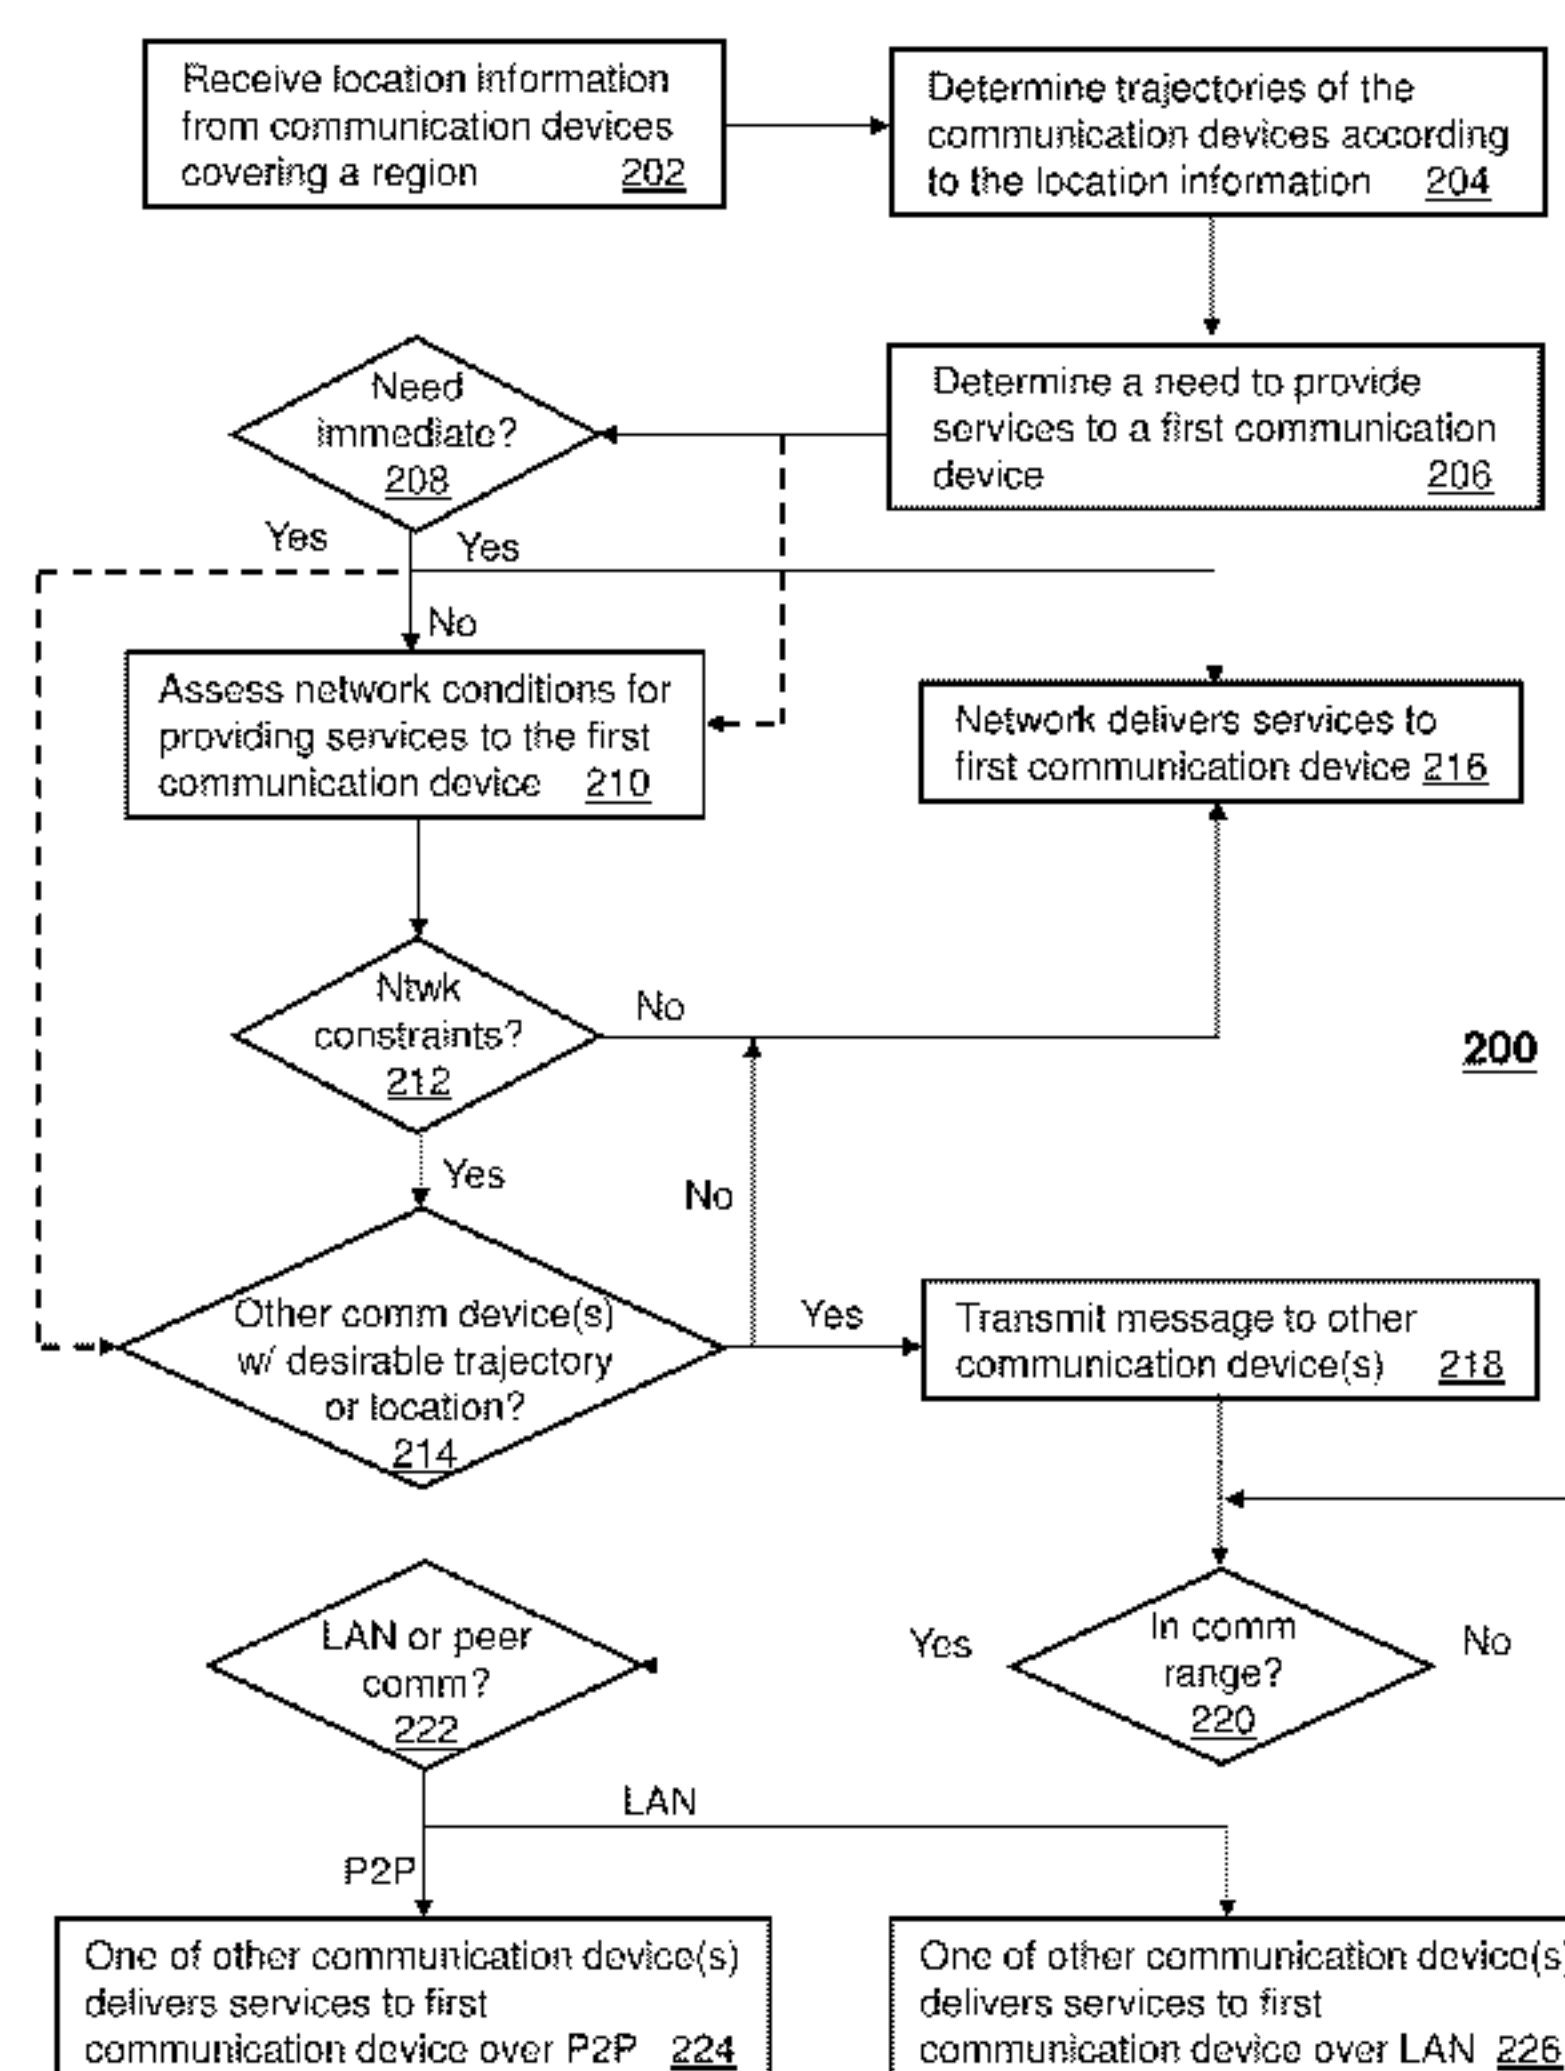 Receive location information
from communication devices
covering a region 202
Determine trajectories of the
communication devices according
to the location information 204
Need
immediate?
208
Determine a need to provide
services to a first communication
device 206
Yes
Yes
No
Assess network conditions for
providing services to the first
communication device 210
Network delivers services to
first communication device 216
Ntwk
constraints?
212
No
200
Yes
No
Other comm device(s)
w/ desirable trajectory
or location?
214
Yes
Transmit message to other
communication device(s) 218
LAN or peer
comm?
222
Yes
In comm
range?
220
No
LAN
P2P
One of other communication device(s)
delivers services to first
communication device over P2P 224
One of other communication device(s)
delivers services to first
communication device over LAN 226